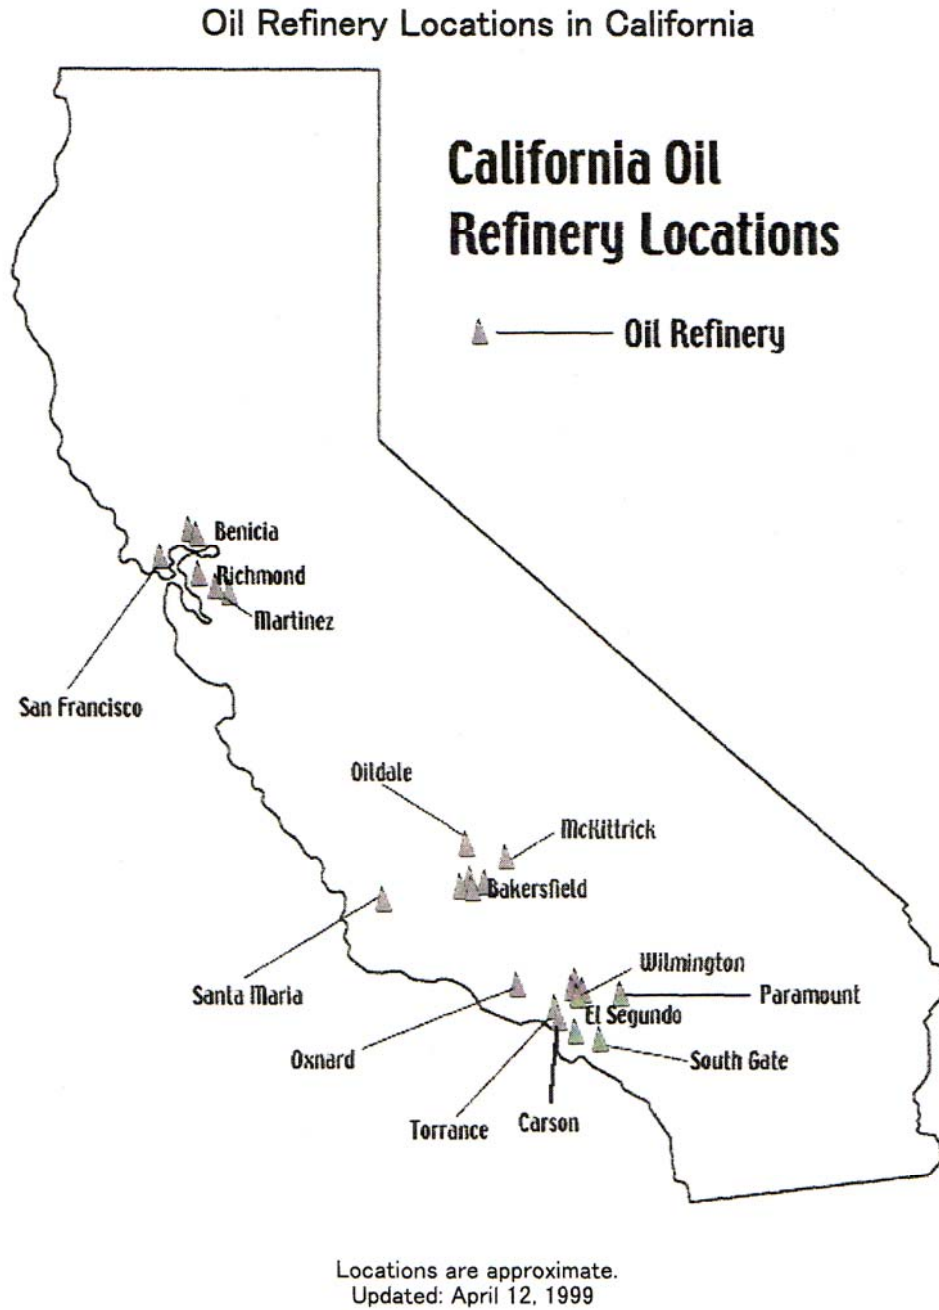 Oil Refinery Locations in California
California Oil
Refinery Locations
Oil Refinery
Benicia
Richmond
Martinez
San Francisco
Oildale
McKittrick
Bakersfield
Santa Maria
Wilmington
Paramount
El Segundo
Oxnard
South Gate
Torrance
Carson
Locations are approximate.
Updated: April 12, 1999